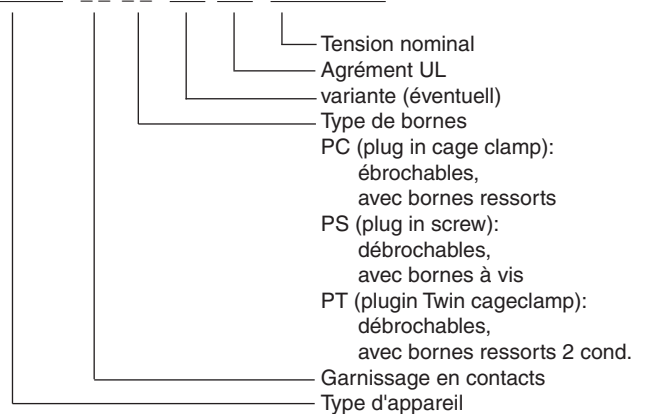 Tension nominal
Agrément UL
variante (éventuell)
Type de bornes
PC (plug in cage clamp):
ébrochables,
avec bornes ressorts
PS (plug in screw):
débrochables,
avec bornes à vis
PT (plugin Twin cageclamp):
débrochables,
avec bornes ressorts 2 cond.
Garnissage en contacts
Type d'appareil